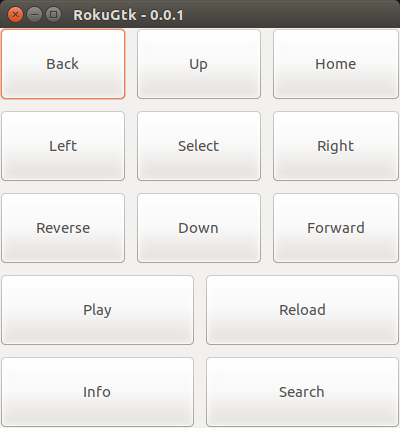 RokuGtk - 0.0.1
Back Up Home
Left Select Right
Reverse Down Forward
Play Reload
Info Search